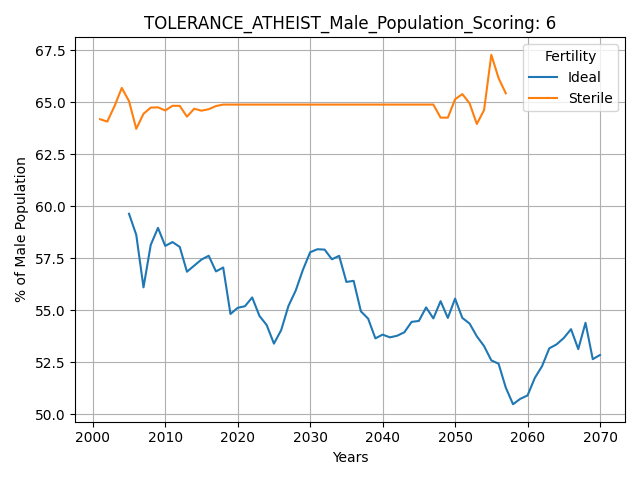 TOLERANCE_ATHEIST_Male_Population_Scoring: 6
Fertility
Ideal
Sterile
% of Male Population
67.5
65.0
62.5
60.0
57.5
55.0
52.5
50.0
2000 2010 2020 2030 2040 2050 2060 2070
Years